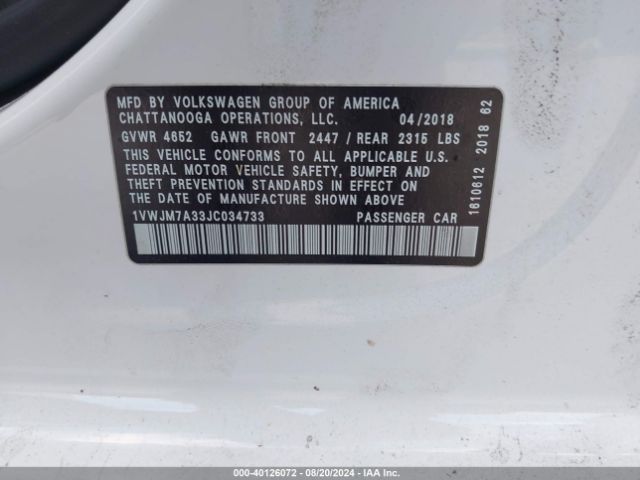 MFD BY VOLKSWAGEN GROUP OF AMERICA
CHATTANOOGA OPERATIONS, LLC. 04/2018
GVWR 4652 GAWR FRONT 2447 / REAR 2315 LBS
THIS VEHICLE CONFORMS TO ALL APPLICABLE U.S.
FEDERAL MOTOR VEHICLE SAFETY, BUMPER AND
THEFT PREVENTION STANDARDS IN EFFECT ON
THE DATE OF MANUFACTURE SHOWN ABOVE
1VWJM7A33JC034733 PASSENGER CAR
1610612 2018 62
000-40126072 / 08/20/2024 - IAA Inc.